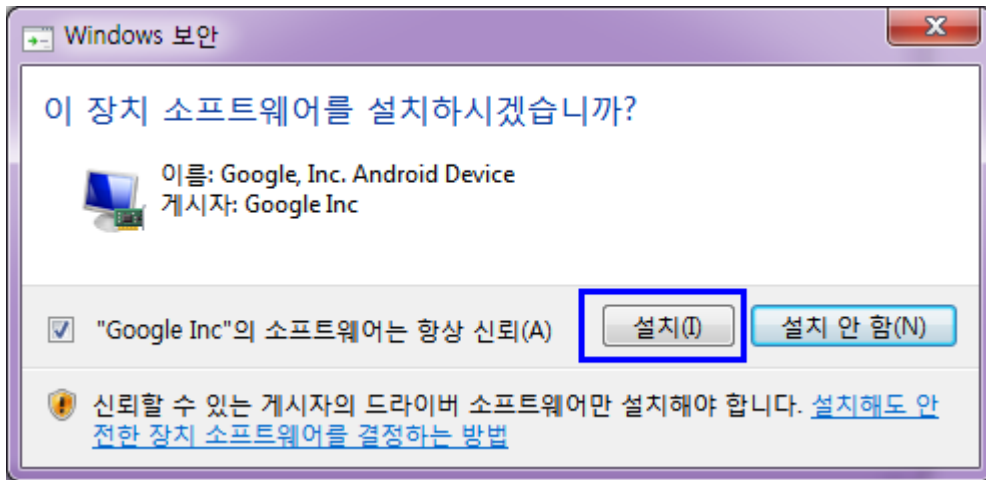 Windows 보안
이 장치 소프트웨어를 설치하시겠습니까?
이름: Google, Inc. Android Device
게시자: Google Inc
"Google Inc"의 소프트웨어는 항상 신뢰(A)
설치(I)
설치 안 함(N)
신뢰할 수 있는 게시자의 드라이버 소프트웨어만 설치해야 합니다. 설치해도 안
전한 장치 소프트웨어를 결정하는 방법